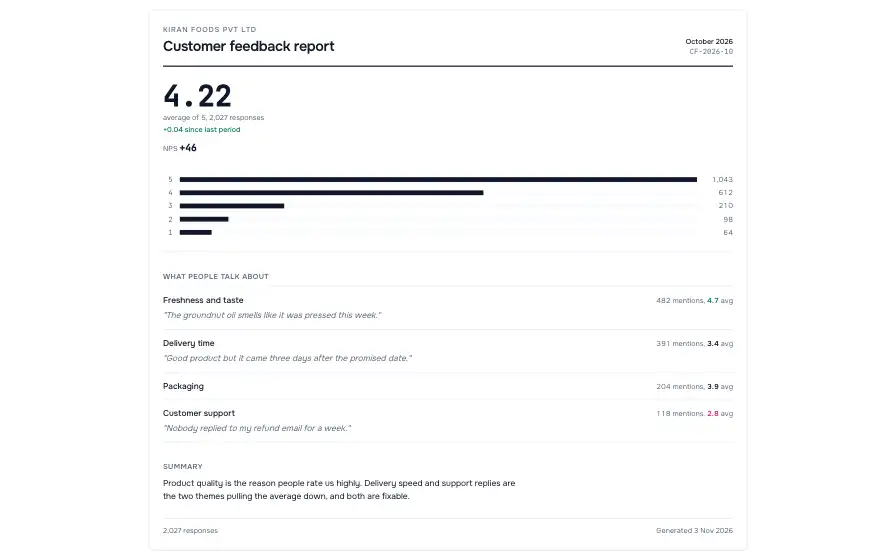 KIRAN FOODS PVT LTD
Customer feedback report
October 2026
CF-2026-10
4.22
average of 5, 2,027 responses
+0.04 since last period
NPS +46
5 1,043
4 612
3 210
2 98
1 64
WHAT PEOPLE TALK ABOUT
Freshness and taste 482 mentions, 4.7 avg
"The groundnut oil smells like it was pressed this week."
Delivery time 391 mentions, 3.4 avg
"Good product but it came three days after the promised date."
Packaging 204 mentions, 3.9 avg
Customer support 118 mentions, 2.8 avg
"Nobody replied to my refund email for a week."
SUMMARY
Product quality is the reason people rate us highly. Delivery speed and support replies are
the two themes pulling the average down, and both are fixable.
2,027 responses Generated 3 Nov 2026